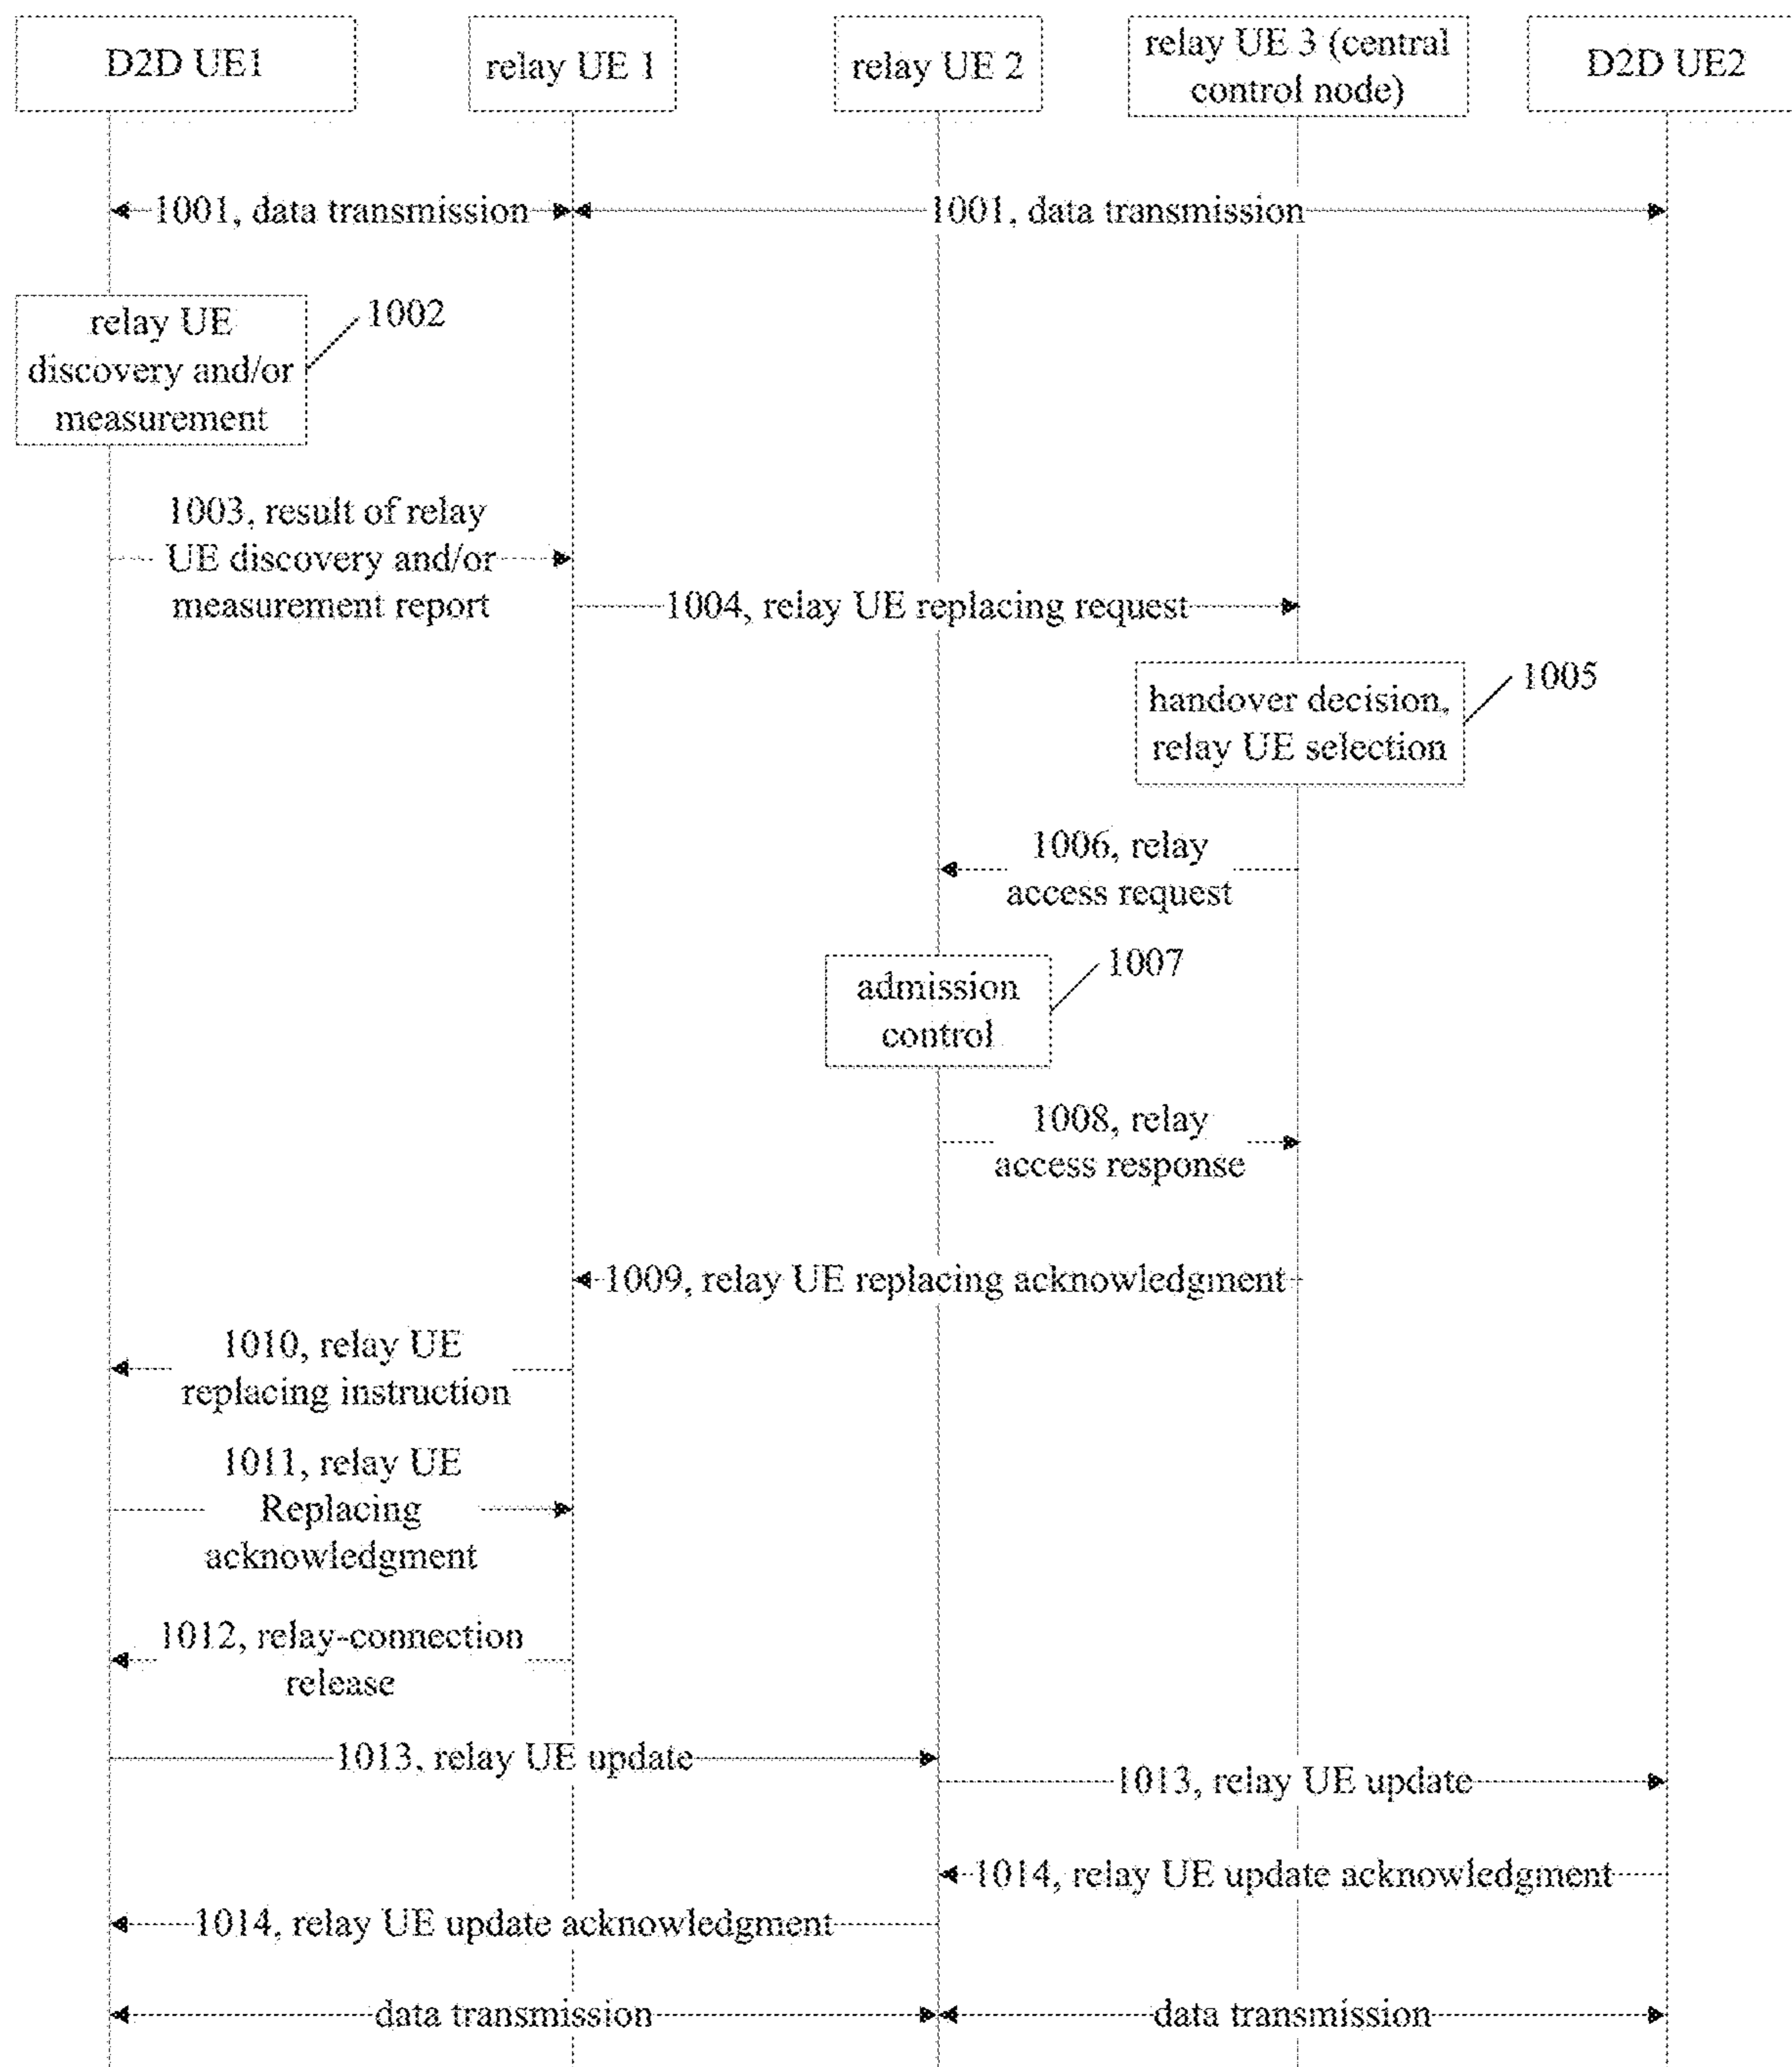 D2D UE1
relay UE 1
relay UE 2
relay UE 3 (central
control node)
D2D UE2
1001, data transmission
1001, data transmission
relay UE
discovery and/or
measurement
1002
1003, result of relay
UE discovery and/or
measurement report
1004, relay UE replacing request
handover decision,
relay UE selection
1005
1006, relay
access request
admission
control
1007
1008, relay
access response
1009, relay UE replacing acknowledgment
1010, relay UE
replacing instruction
1011, relay UE
Replacing
acknowledgment
1012, relay-connection
release
1013, relay UE update
1013, relay UE update
1014, relay UE update acknowledgment
1014, relay UE update acknowledgment
data transmission
data transmission